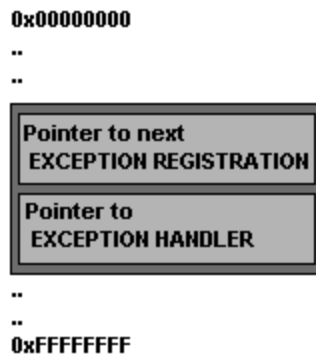 0x00000000
..
..
Pointer to next
EXCEPTION REGISTRATION
Pointer to
EXCEPTION HANDLER
..
..
0xFFFFFFFF